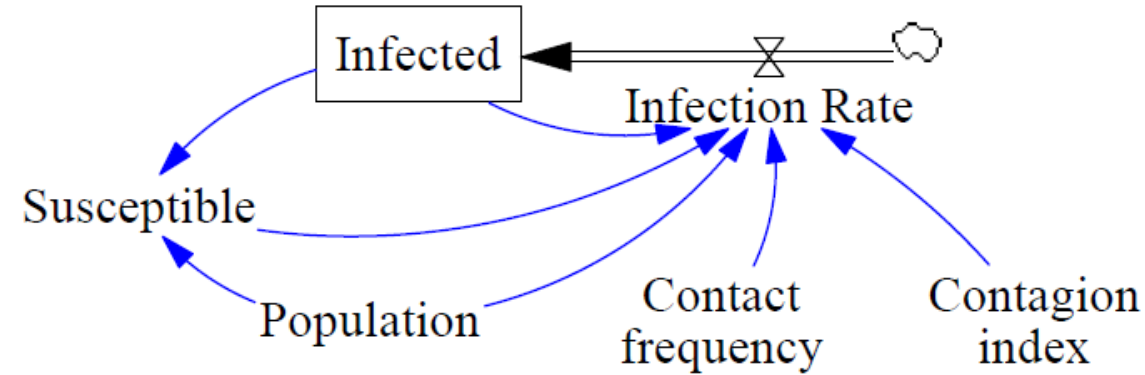 Infected
Infection Rate
Susceptible
Population
Contact
frequency
Contagion
index